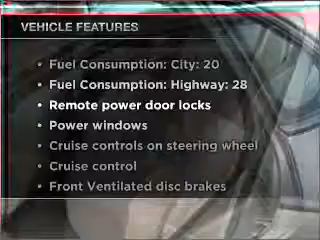 VEHICLE FEATURES
• Fuel Consumption: City: 20
• Fuel Consumption: Highway: 28
• Remote power door locks
• Power windows
• Cruise controls on steering wheel
• Cruise control
• Front Ventilated disc brakes